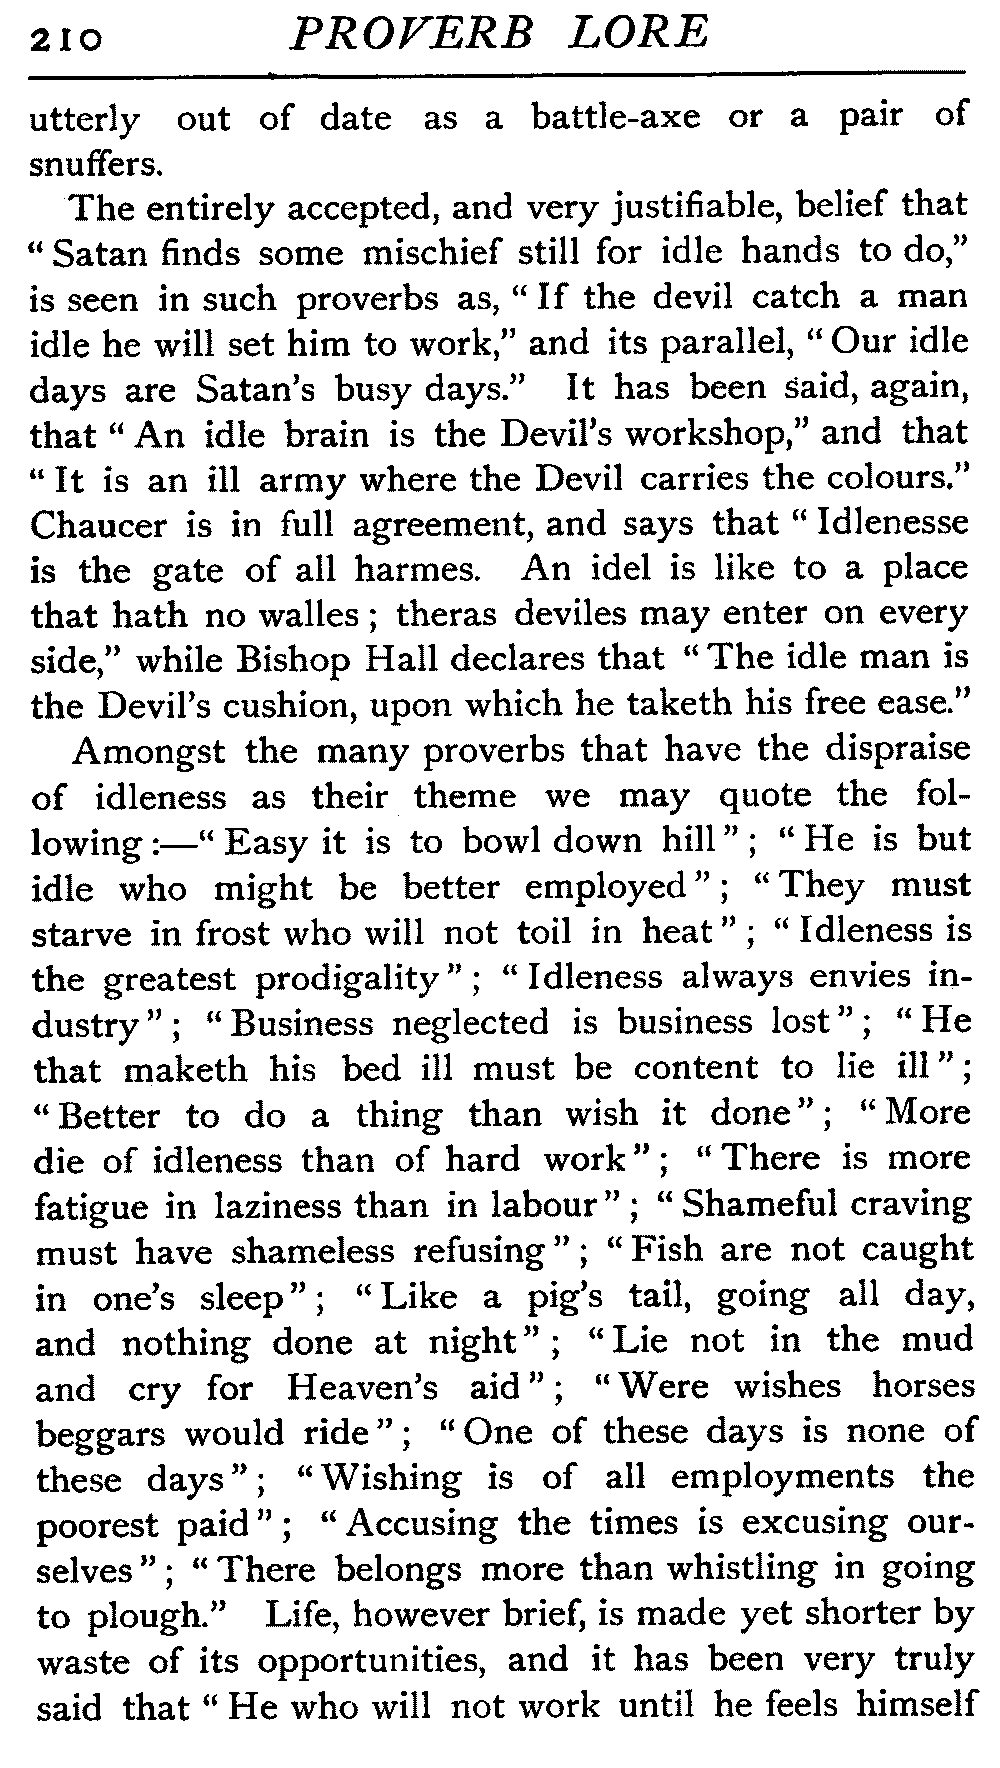 210 PROVERB LORE
utterly out of date as a battle-axe or a pair of
snuffers.
The entirely accepted, and very justifiable, belief that
“ Satan finds some mischief still for idle hands to do,”
is seen in such proverbs as, “ If the devil catch a man
idle he will set him to work,” and its parallel, “ Our idle
days are Satan’s busy days.” It has been said, again,
that “ An idle brain is the Devil’s workshop,” and that
“ It is an ill army where the Devil carries the colours.”
Chaucer is in full agreement, and says that “ Idlenesse
is the gate of all harmes. An idel is like to a place
that hath no walles ; theras deviles may enter on every
side,” while Bishop Hall declares that “ The idle man is
the Devil’s cushion, upon which he taketh his free ease.”
Amongst the many proverbs that have the dispraise
of idleness as their theme we may quote the fol-
lowing :—“ Easy it is to bowl down hill ” ; “ He is but
idle who might be better employed ” ; “ They must
starve in frost who will not toil in heat ” ; “ Idleness is
the greatest prodigality ” ; “ Idleness always envies in-
dustry ” ; “ Business neglected is business lost ” ; “ He
that maketh his bed ill must be content to lie ill ” ;
“ Better to do a thing than wish it done ” ; “ More
die of idleness than of hard work ” ; “ There is more
fatigue in laziness than in labour ” ; “ Shameful craving
must have shameless refusing ” ; “ Fish are not caught
in one’s sleep ” ; “ Like a pig’s tail, going all day,
and nothing done at night ” ; “ Lie not in the mud
and cry for Heaven’s aid ” ; “ Were wishes horses
beggars would ride ” ; “ One of these days is none of
these days ” ; “ Wishing is of all employments the
poorest paid ” ; “ Accusing the times is excusing our-
selves ” ; “ There belongs more than whistling in going
to plough.” Life, however brief, is made yet shorter by
waste of its opportunities, and it has been very truly
said that “ He who will not work until he feels himself